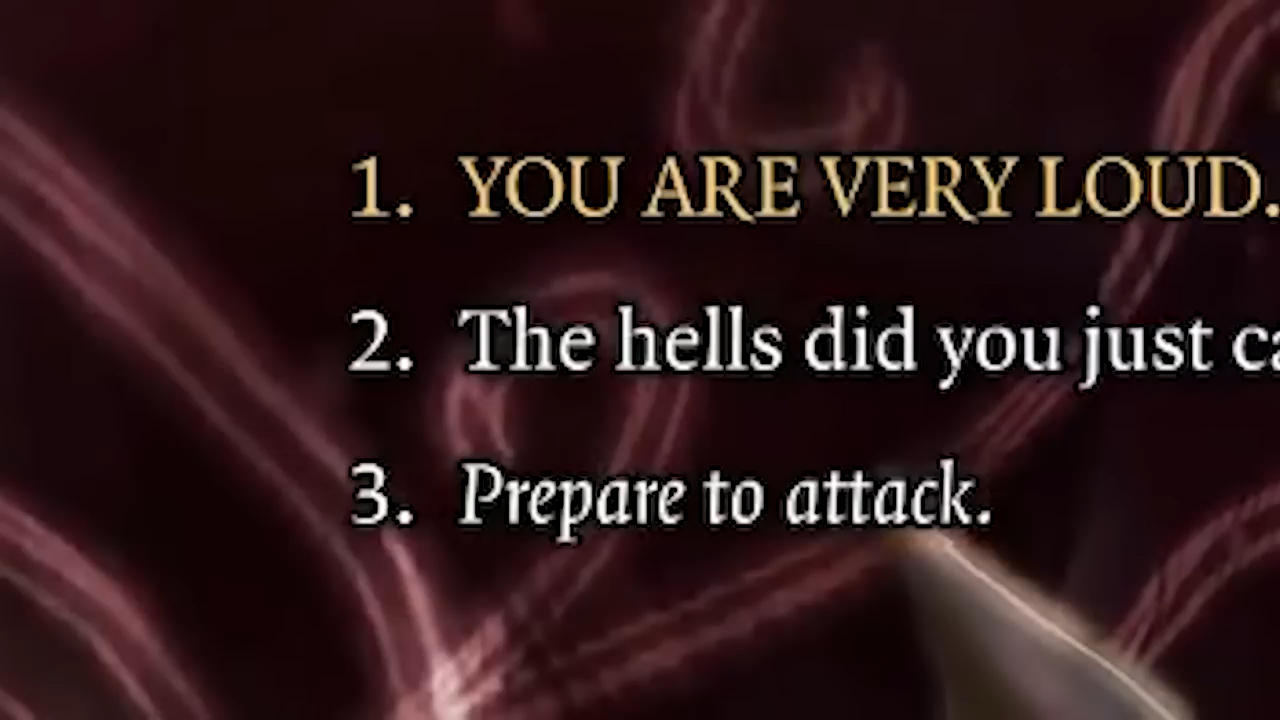 1. YOU ARE VERY LOUD.
2. The hells did you just
3. Prepare to attack.